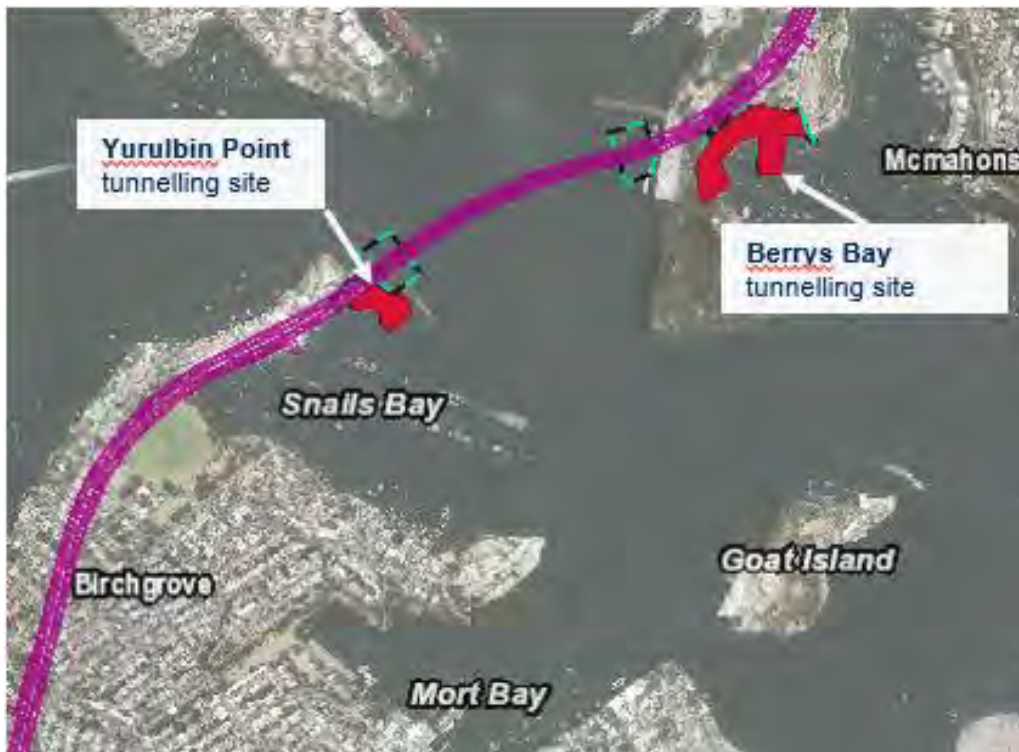 Yurulbin Point
tunnelling site
Mcmahons
Berrys Bay
tunnelling site
Snails Bay
Goat Island
Birchgrove
Mort Bay